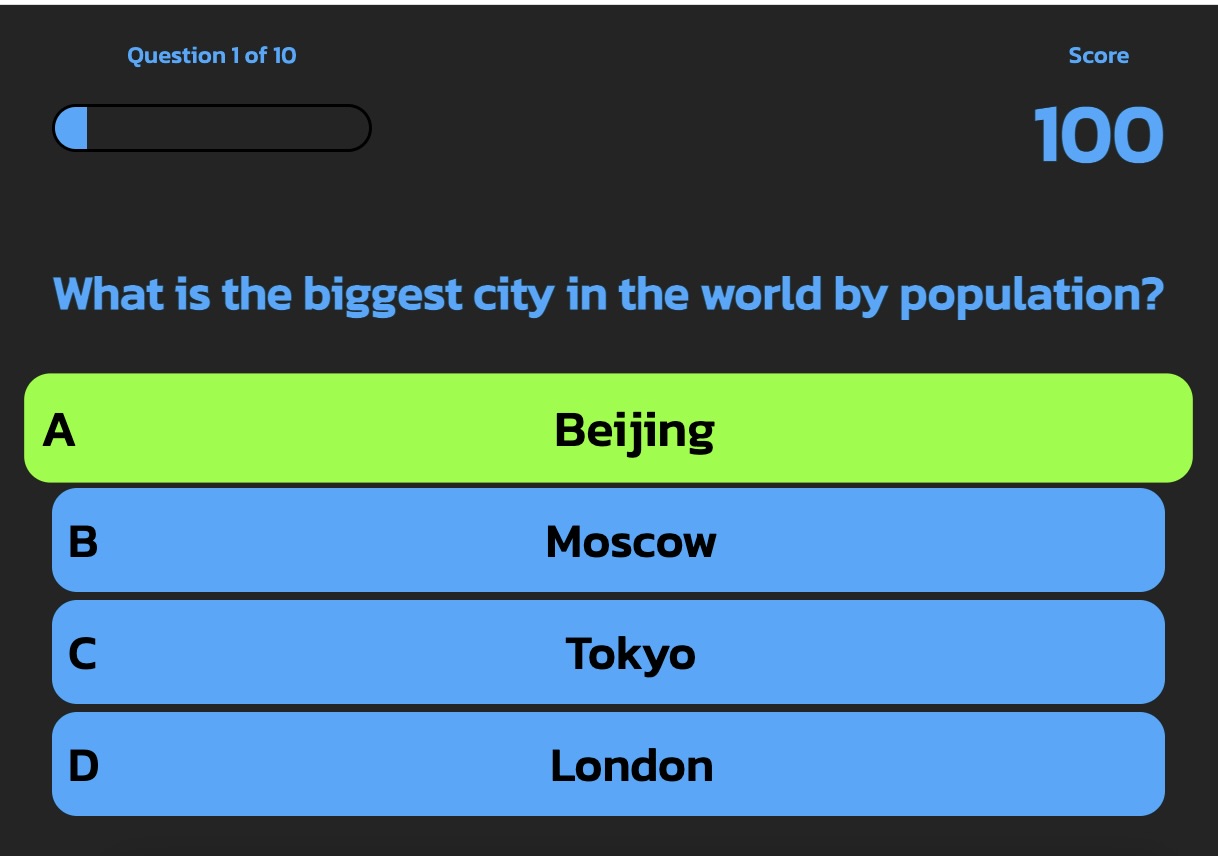 Question 1 of 10
Score
100
What is the biggest city in the world by population?
A Beijing
B Moscow
C Tokyo
D London